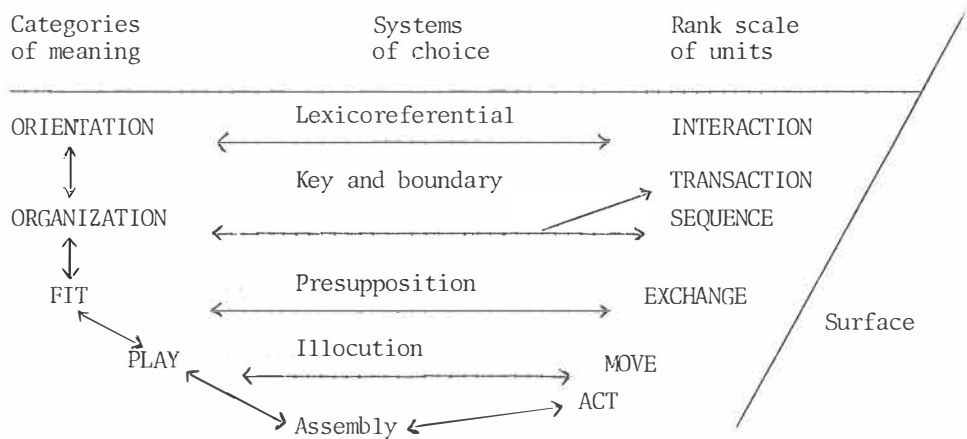 Categories of meaning
Systems of choice
Rank scale of units
Lexicoreferential
ORIENTATION
INTERACTION
Key and boundary
TRANSACTION
ORGANIZATION
SEQUENCE
FIT
Presupposition
EXCHANGE
Surface
Illocution
PLAY
MOVE
ACT
Assembly